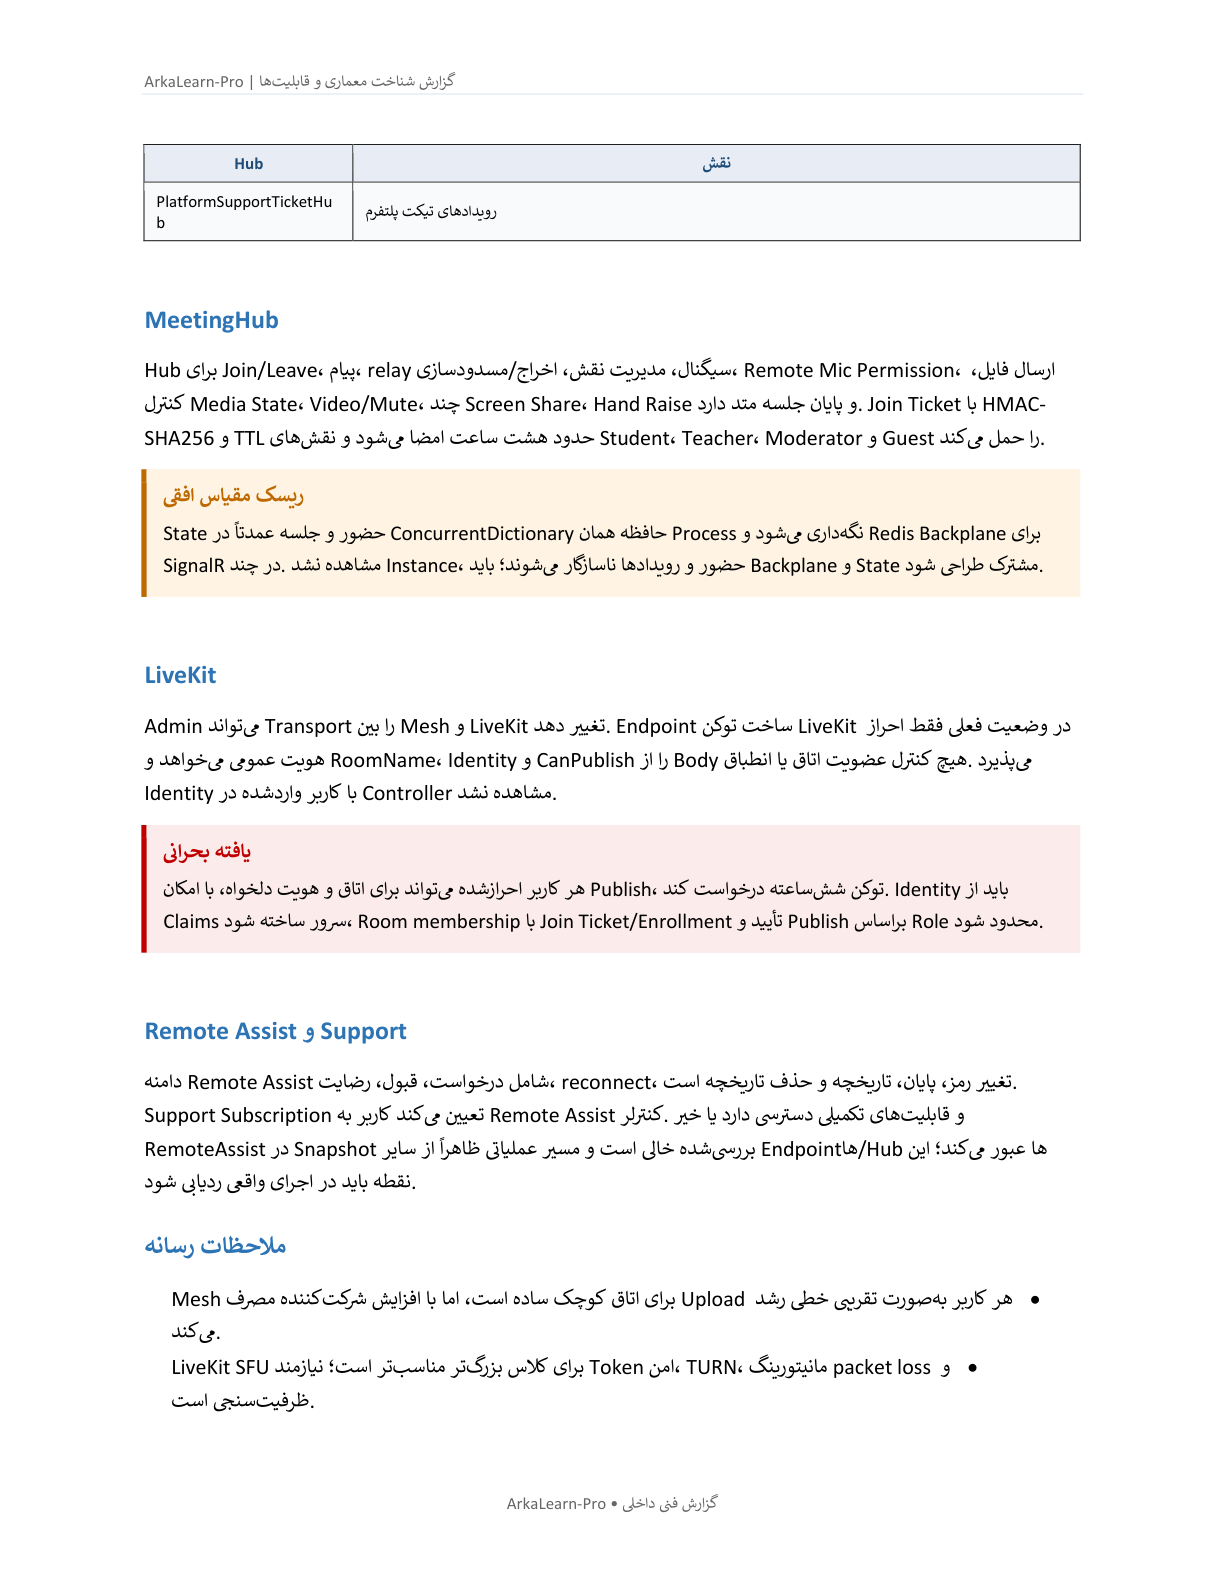 ArkaLearn-Pro | گزارش شناخت معماری و قابلیت‌ها
Hub
نقش
PlatformSupportTicketHu
b
رویدادهای تیکت پلتفرم
MeetingHub
Hub برای Join/Leave، پیام، relay سیگنال، مدیریت نقش، اخراج/مسدودسازی، Remote Mic Permission، ارسال فایل،
کنترل Media State، Video/Mute، چند Screen Share، Hand Raise و پایان جلسه متد دارد. Join Ticket با HMAC-
SHA256 و TTL حدود هشت ساعت امضا می‌شود و نقش‌های Student، Teacher، Moderator و Guest را حمل می‌کند.
ریسک مقیاس افقی
State حضور و جلسه عمدتاً در ConcurrentDictionary حافظه همان Process نگه‌داری می‌شود و Redis Backplane برای
SignalR مشاهده نشد. در چند Instance، حضور و رویدادها ناسازگار می‌شوند؛ باید Backplane و State مشترک طراحی شود.
LiveKit
Admin می‌تواند Transport را بین Mesh و LiveKit تغییر دهد. Endpoint ساخت توکن LiveKit در وضعیت فعلی فقط احراز
هویت عمومی می‌خواهد و RoomName، Identity و CanPublish را از Body می‌پذیرد. هیچ کنترل عضویت اتاق یا انطباق
Identity با کاربر واردشده در Controller مشاهده نشد.
یافته بحرانی
هر کاربر احرازشده می‌تواند برای اتاق و هویت دلخواه، با امکان Publish، توکن شش‌ساعته درخواست کند. Identity باید از
Claims سرور ساخته شود، Room membership با Join Ticket/Enrollment تأیید و Publish براساس Role محدود شود.
Remote Assist و Support
دامنه Remote Assist شامل درخواست، قبول، رضایت، reconnect، تغییر رمز، پایان، تاریخچه و حذف تاریخچه است.
Support Subscription تعیین می‌کند کاربر به Remote Assist و قابلیت‌های تکمیلی دسترسی دارد یا خیر. کنترلر
RemoteAssist در Snapshot بررسی‌شده خالی است و مسیر عملیاتی ظاهراً از سایر Endpointها/Hubها عبور می‌کند؛ این
نقطه باید در اجرای واقعی ردیابی شود.
ملاحظات رسانه
• Mesh برای اتاق کوچک ساده است، اما با افزایش شرکت‌کننده مصرف Upload هر کاربر به‌صورت تقریبی خطی رشد
می‌کند.
• LiveKit SFU برای کلاس بزرگ‌تر مناسب‌تر است؛ نیازمند Token امن، TURN، مانیتورینگ packet loss و
ظرفیت‌سنجی است.
ArkaLearn-Pro • گزارش فنی داخلی